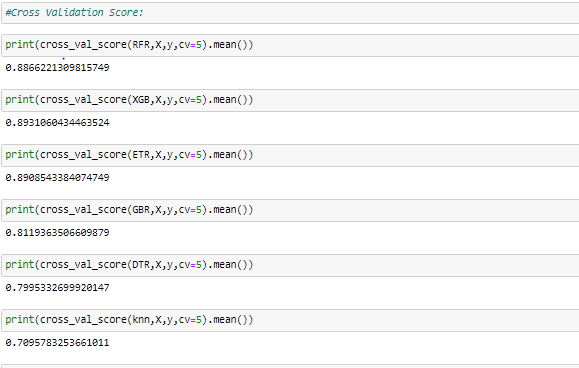 #Cross Validation Score:
print(cross_val_score(RFR,X,y,cv=5).mean())
0.8866221309815749
print(cross_val_score(XGB,X,y,cv=5).mean())
0.8931060434463524
print(cross_val_score(ETR,X,y,cv=5).mean())
0.8908543384074749
print(cross_val_score(GBR,X,y,cv=5).mean())
0.8119363506609879
print(cross_val_score(DTR,X,y,cv=5).mean())
0.7995332699920147
print(cross_val_score(knn,X,y,cv=5).mean())
0.7095783253661011